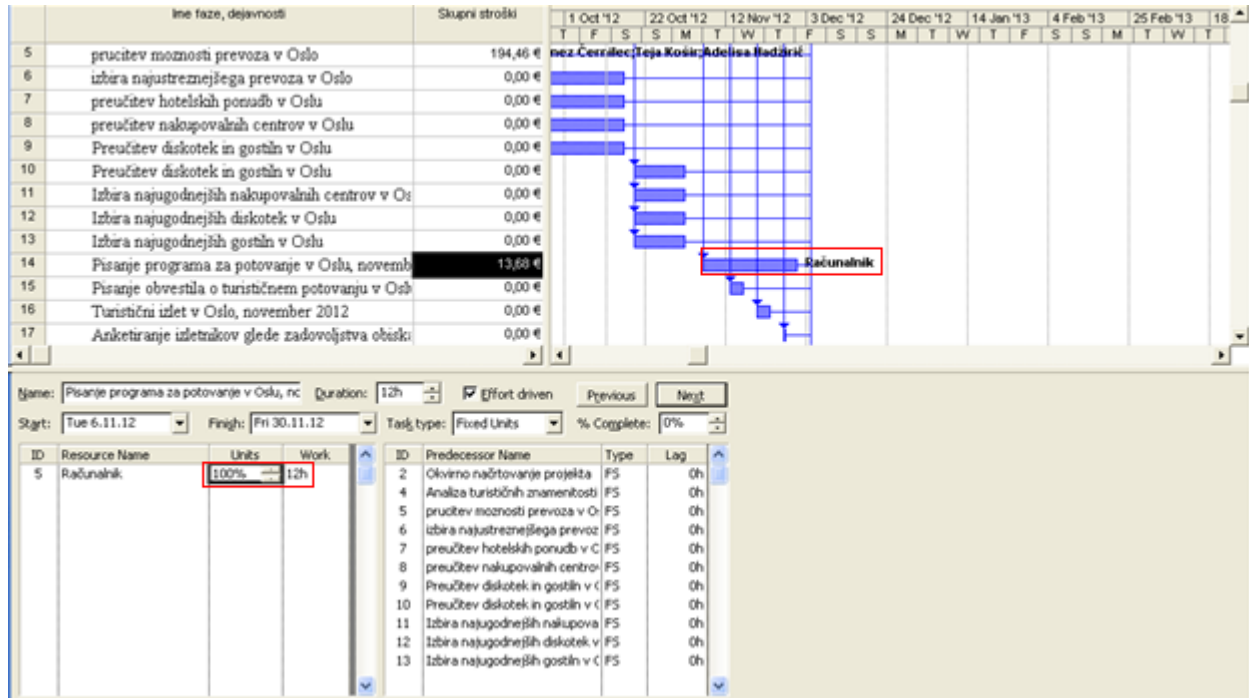 Ime faze, dejavnosti Skupni stroški 1 Oct '12 22 Oct '12 12 Nov '12 3 Dec '12 24 Dec '12 14 Jan '13 4 Feb '13 25 Feb '13 18
T F S S M T W T F S S M T W T F S S M T W T
5 prucitev moznosti prevoza v Oslo 194,46 € nez Černilec;Teja Košir;Adelisa Hadžirić
6 izbira najustreznejšega prevoza v Oslo 0,00 €
7 preučitev hotelskih ponudb v Oslu 0,00 €
8 preučitev nakupovalnih centrov v Oslu 0,00 €
9 Preučitev diskotek in gostiln v Oslu 0,00 €
10 Preučitev diskotek in gostiln v Oslu 0,00 €
11 Izbira najugodnejših nakupovalnih centrov v Os 0,00 €
12 Izbira najugodnejših diskotek v Oslu 0,00 €
13 Izbira najugodnejših gostiln v Oslu 0,00 €
14 Pisanje programa za potovanje v Oslu, novemb 13,68 € Računalnik
15 Pisanje obvestila o turističnem potovanju v Osl 0,00 €
16 Turistični izlet v Oslo, november 2012 0,00 €
17 Anketiranje izletnikov glede zadovoljstva obisk 0,00 €
Name: Pisanje programa za potovanje v Oslu, nc Duration: 12h Effort driven Previous Next
Start: Tue 6.11.12 Finish: Fri 30.11.12 Task type: Fixed Units % Complete: 0%
ID Resource Name Units Work ID Predecessor Name Type Lag
5 Računalnik 100% 12h 2 Okvirno načrtovanje projekta FS 0h
4 Analiza turističnih znamenitosti FS 0h
5 prucitev moznosti prevoza v O FS 0h
6 izbira najustreznejšega prevoz FS 0h
7 preučitev hotelskih ponudb v C FS 0h
8 preučitev nakupovalnih centro FS 0h
9 Preučitev diskotek in gostiln v FS 0h
10 Preučitev diskotek in gostiln v FS 0h
11 Izbira najugodnejših nakupova FS 0h
12 Izbira najugodnejših diskotek v FS 0h
13 Izbira najugodnejših gostiln v FS 0h